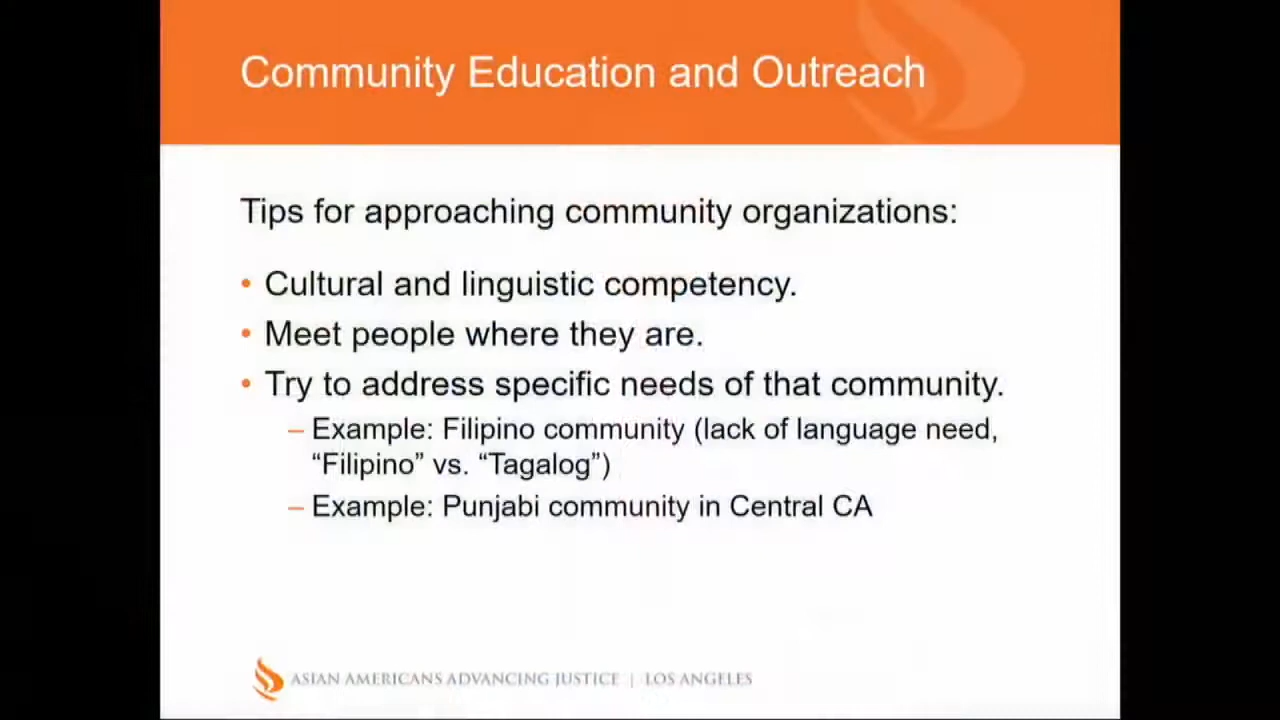 Community Education and Outreach
Tips for approaching community organizations:
• Cultural and linguistic competency.
• Meet people where they are.
• Try to address specific needs of that community.
– Example: Filipino community (lack of language need,
“Filipino” vs. “Tagalog”)
– Example: Punjabi community in Central CA
ASIAN AMERICANS ADVANCING JUSTICE | LOS ANGELES